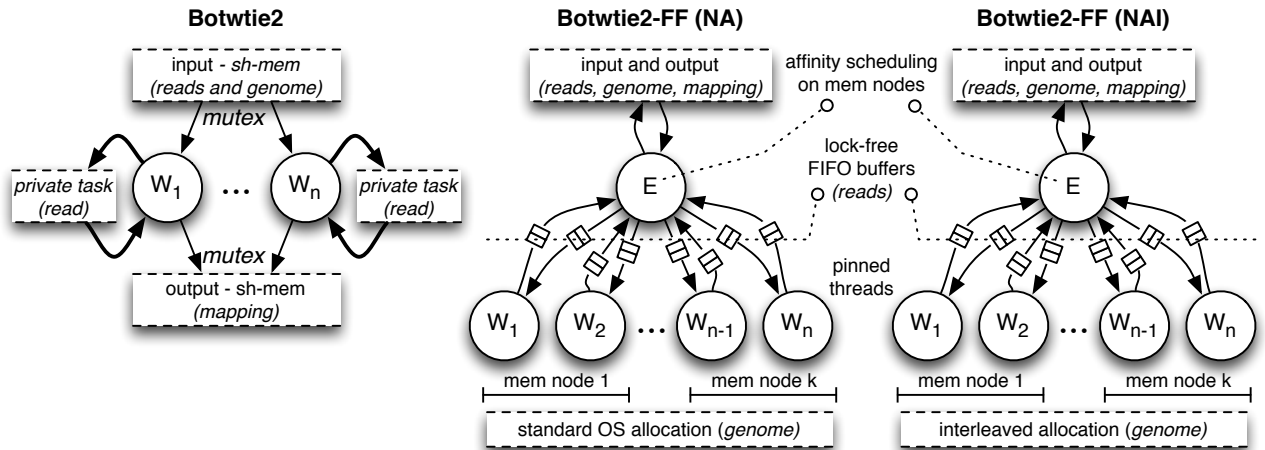 Botwtie2
input - sh-mem
(reads and genome)
mutex
private task
(read)
W1
...
Wn
private task
(read)
mutex
output - sh-mem
(mapping)
Botwtie2-FF (NA)
input and output
(reads, genome, mapping)
E
W1
W2
...
Wn-1
Wn
mem node 1
mem node k
standard OS allocation (genome)
affinity scheduling
on mem nodes
lock-free
FIFO buffers
(reads)
pinned
threads
Botwtie2-FF (NAI)
input and output
(reads, genome, mapping)
E
W1
W2
...
Wn-1
Wn
mem node 1
mem node k
interleaved allocation (genome)